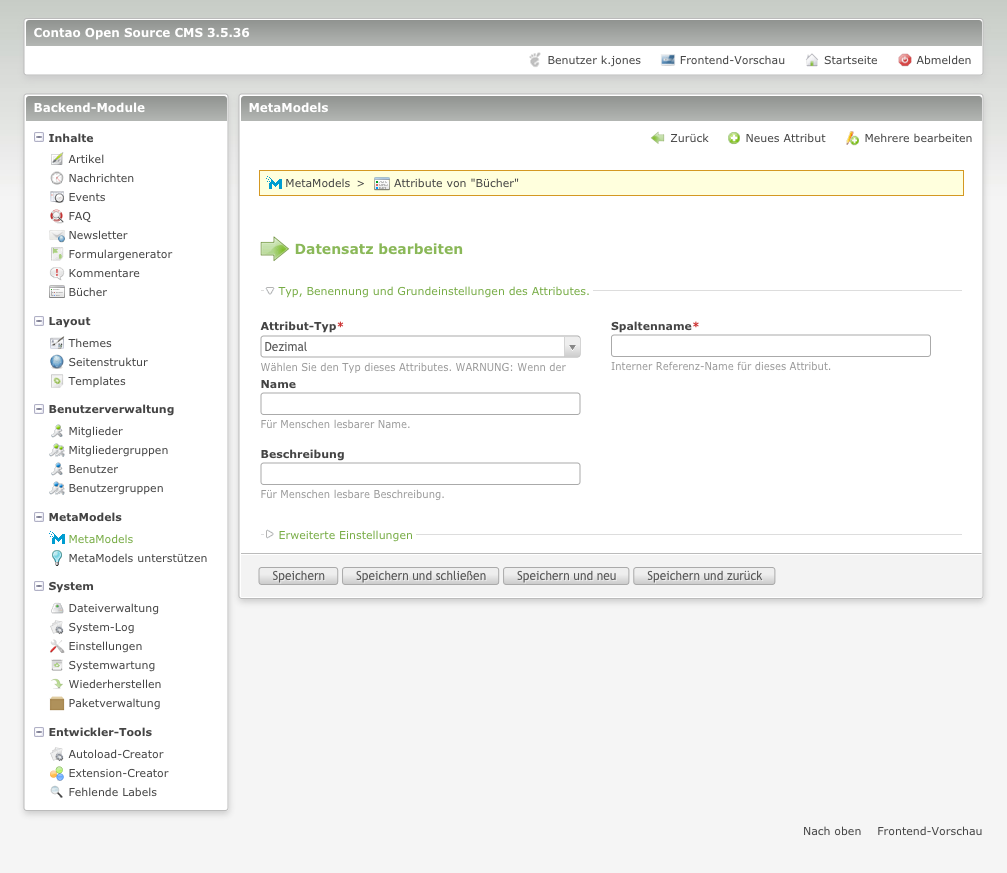 Contao Open Source CMS 3.5.36
Benutzer k.jones Frontend-Vorschau Startseite Abmelden
Backend-Module
Inhalte
Artikel
Nachrichten
Events
FAQ
Newsletter
Formulargenerator
Kommentare
Bücher
Layout
Themes
Seitenstruktur
Templates
Benutzerverwaltung
Mitglieder
Mitgliedergruppen
Benutzer
Benutzergruppen
MetaModels
MetaModels
MetaModels unterstützen
System
Dateiverwaltung
System-Log
Einstellungen
Systemwartung
Wiederherstellen
Paketverwaltung
Entwickler-Tools
Autoload-Creator
Extension-Creator
Fehlende Labels
MetaModels
Zurück Neues Attribut Mehrere bearbeiten
MetaModels > Attribute von "Bücher"
Datensatz bearbeiten
Typ, Benennung und Grundeinstellungen des Attributes.
Attribut-Typ*
Dezimal
Wählen Sie den Typ dieses Attributes. WARNUNG: Wenn der
Spaltenname*
Interner Referenz-Name für dieses Attribut.
Name
Für Menschen lesbarer Name.
Beschreibung
Für Menschen lesbare Beschreibung.
Erweiterte Einstellungen
Speichern Speichern und schließen Speichern und neu Speichern und zurück
Nach oben Frontend-Vorschau